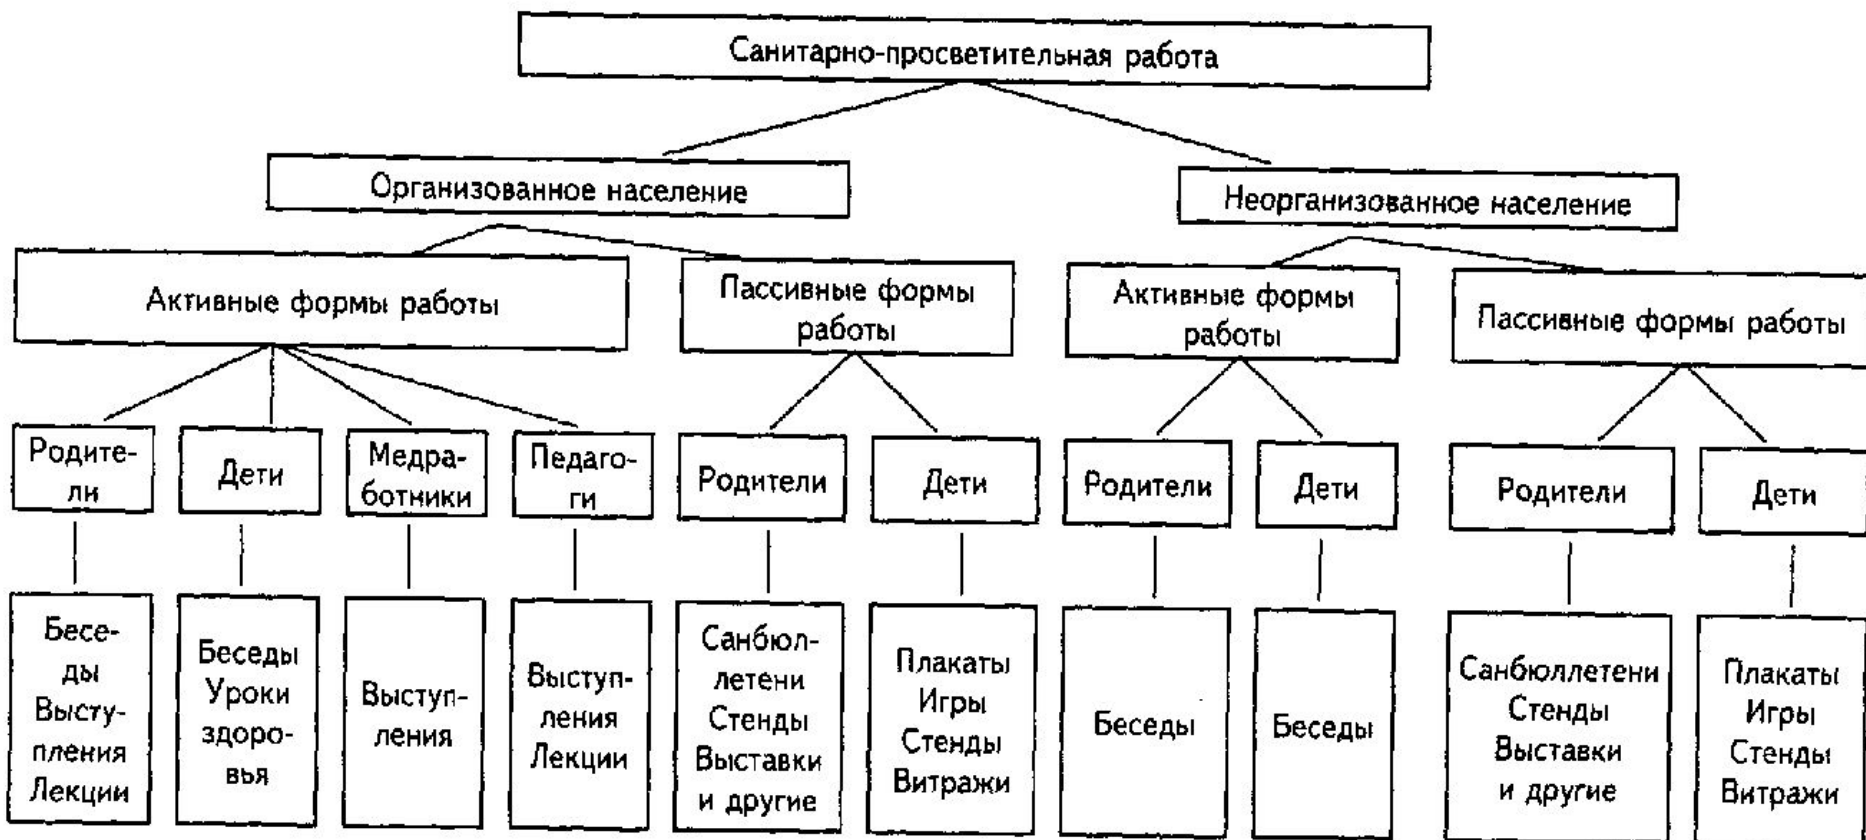 Санитарно-просветительная работа
Организованное население
Неорганизованное население
Активные формы работы
Пассивные формы
работы
Активные формы
работы
Пассивные формы работы
Родите-
ли
Дети
Медра-
ботники
Педаго-
ги
Родители
Дети
Родители
Дети
Родители
Дети
Бесе-
ды
Высту-
пления
Лекции
Беседы
Уроки
здоро-
вья
Выступ-
ления
Выступ-
ления
Лекции
Санбюл-
летени
Стенды
Выставки
и другие
Плакаты
Игры
Стенды
Витражи
Беседы
Беседы
Санбюллетени
Стенды
Выставки
и другие
Плакаты
Игры
Стенды
Витражи